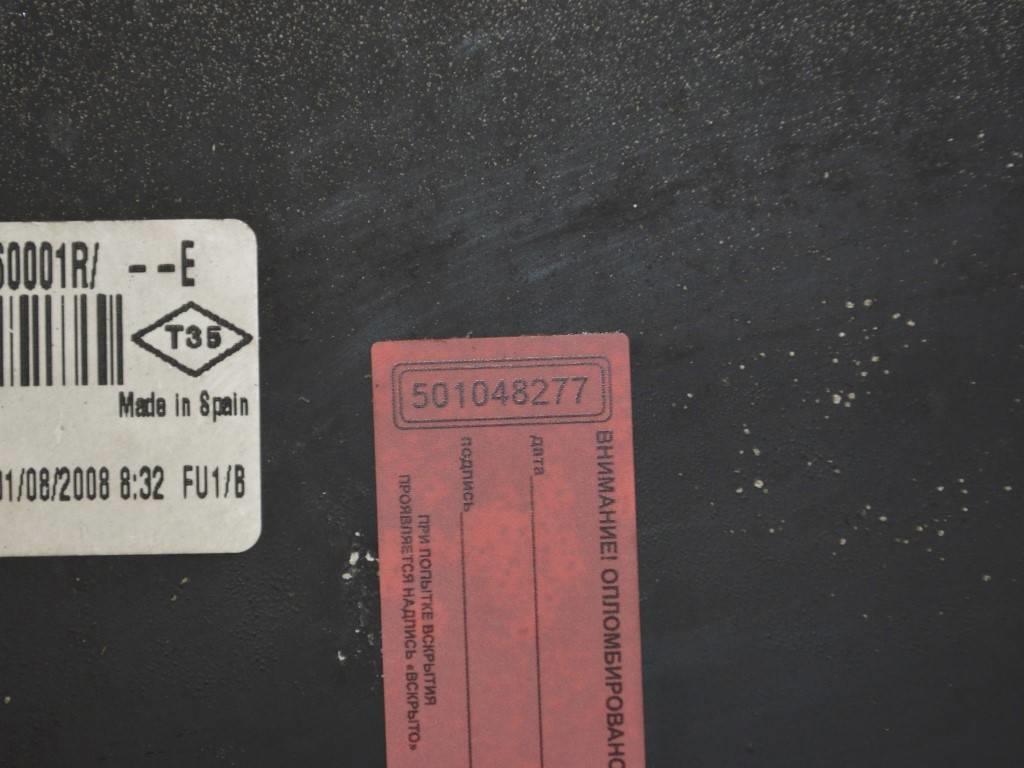 60001R/ --E
T35
Made in Spain
01/08/2008 8:32 FU1/B
501048277
ВНИМАНИЕ! ОПЛОМБИРОВАНО
дата
подпись
ПРИ ПОПЫТКЕ ВСКРЫТИЯ
ПРОЯВЛЯЕТСЯ НАДПИСЬ «ВСКРЫТО»